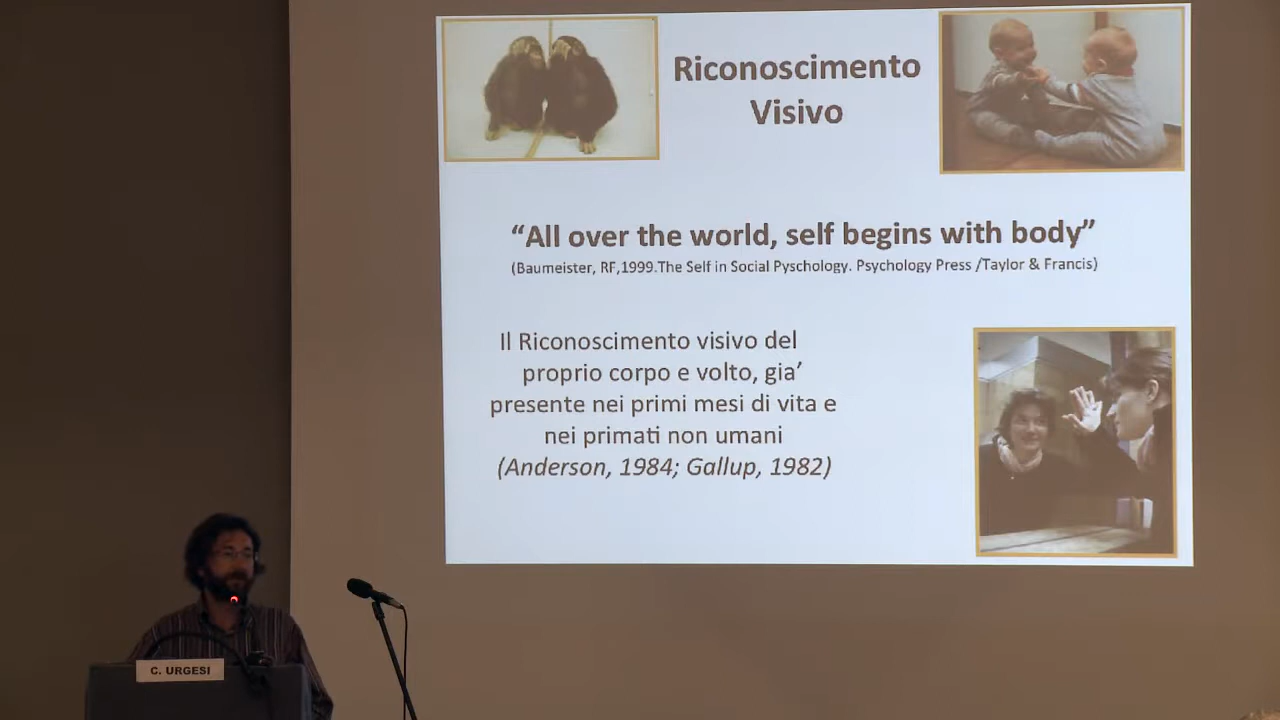 Riconoscimento
Visivo
“All over the world, self begins with body”
(Baumeister, RF,1999.The Self in Social Pyschology. Psychology Press /Taylor & Francis)
Il Riconoscimento visivo del
proprio corpo e volto, gia’
presente nei primi mesi di vita e
nei primati non umani
(Anderson, 1984; Gallup, 1982)
C. URGESI